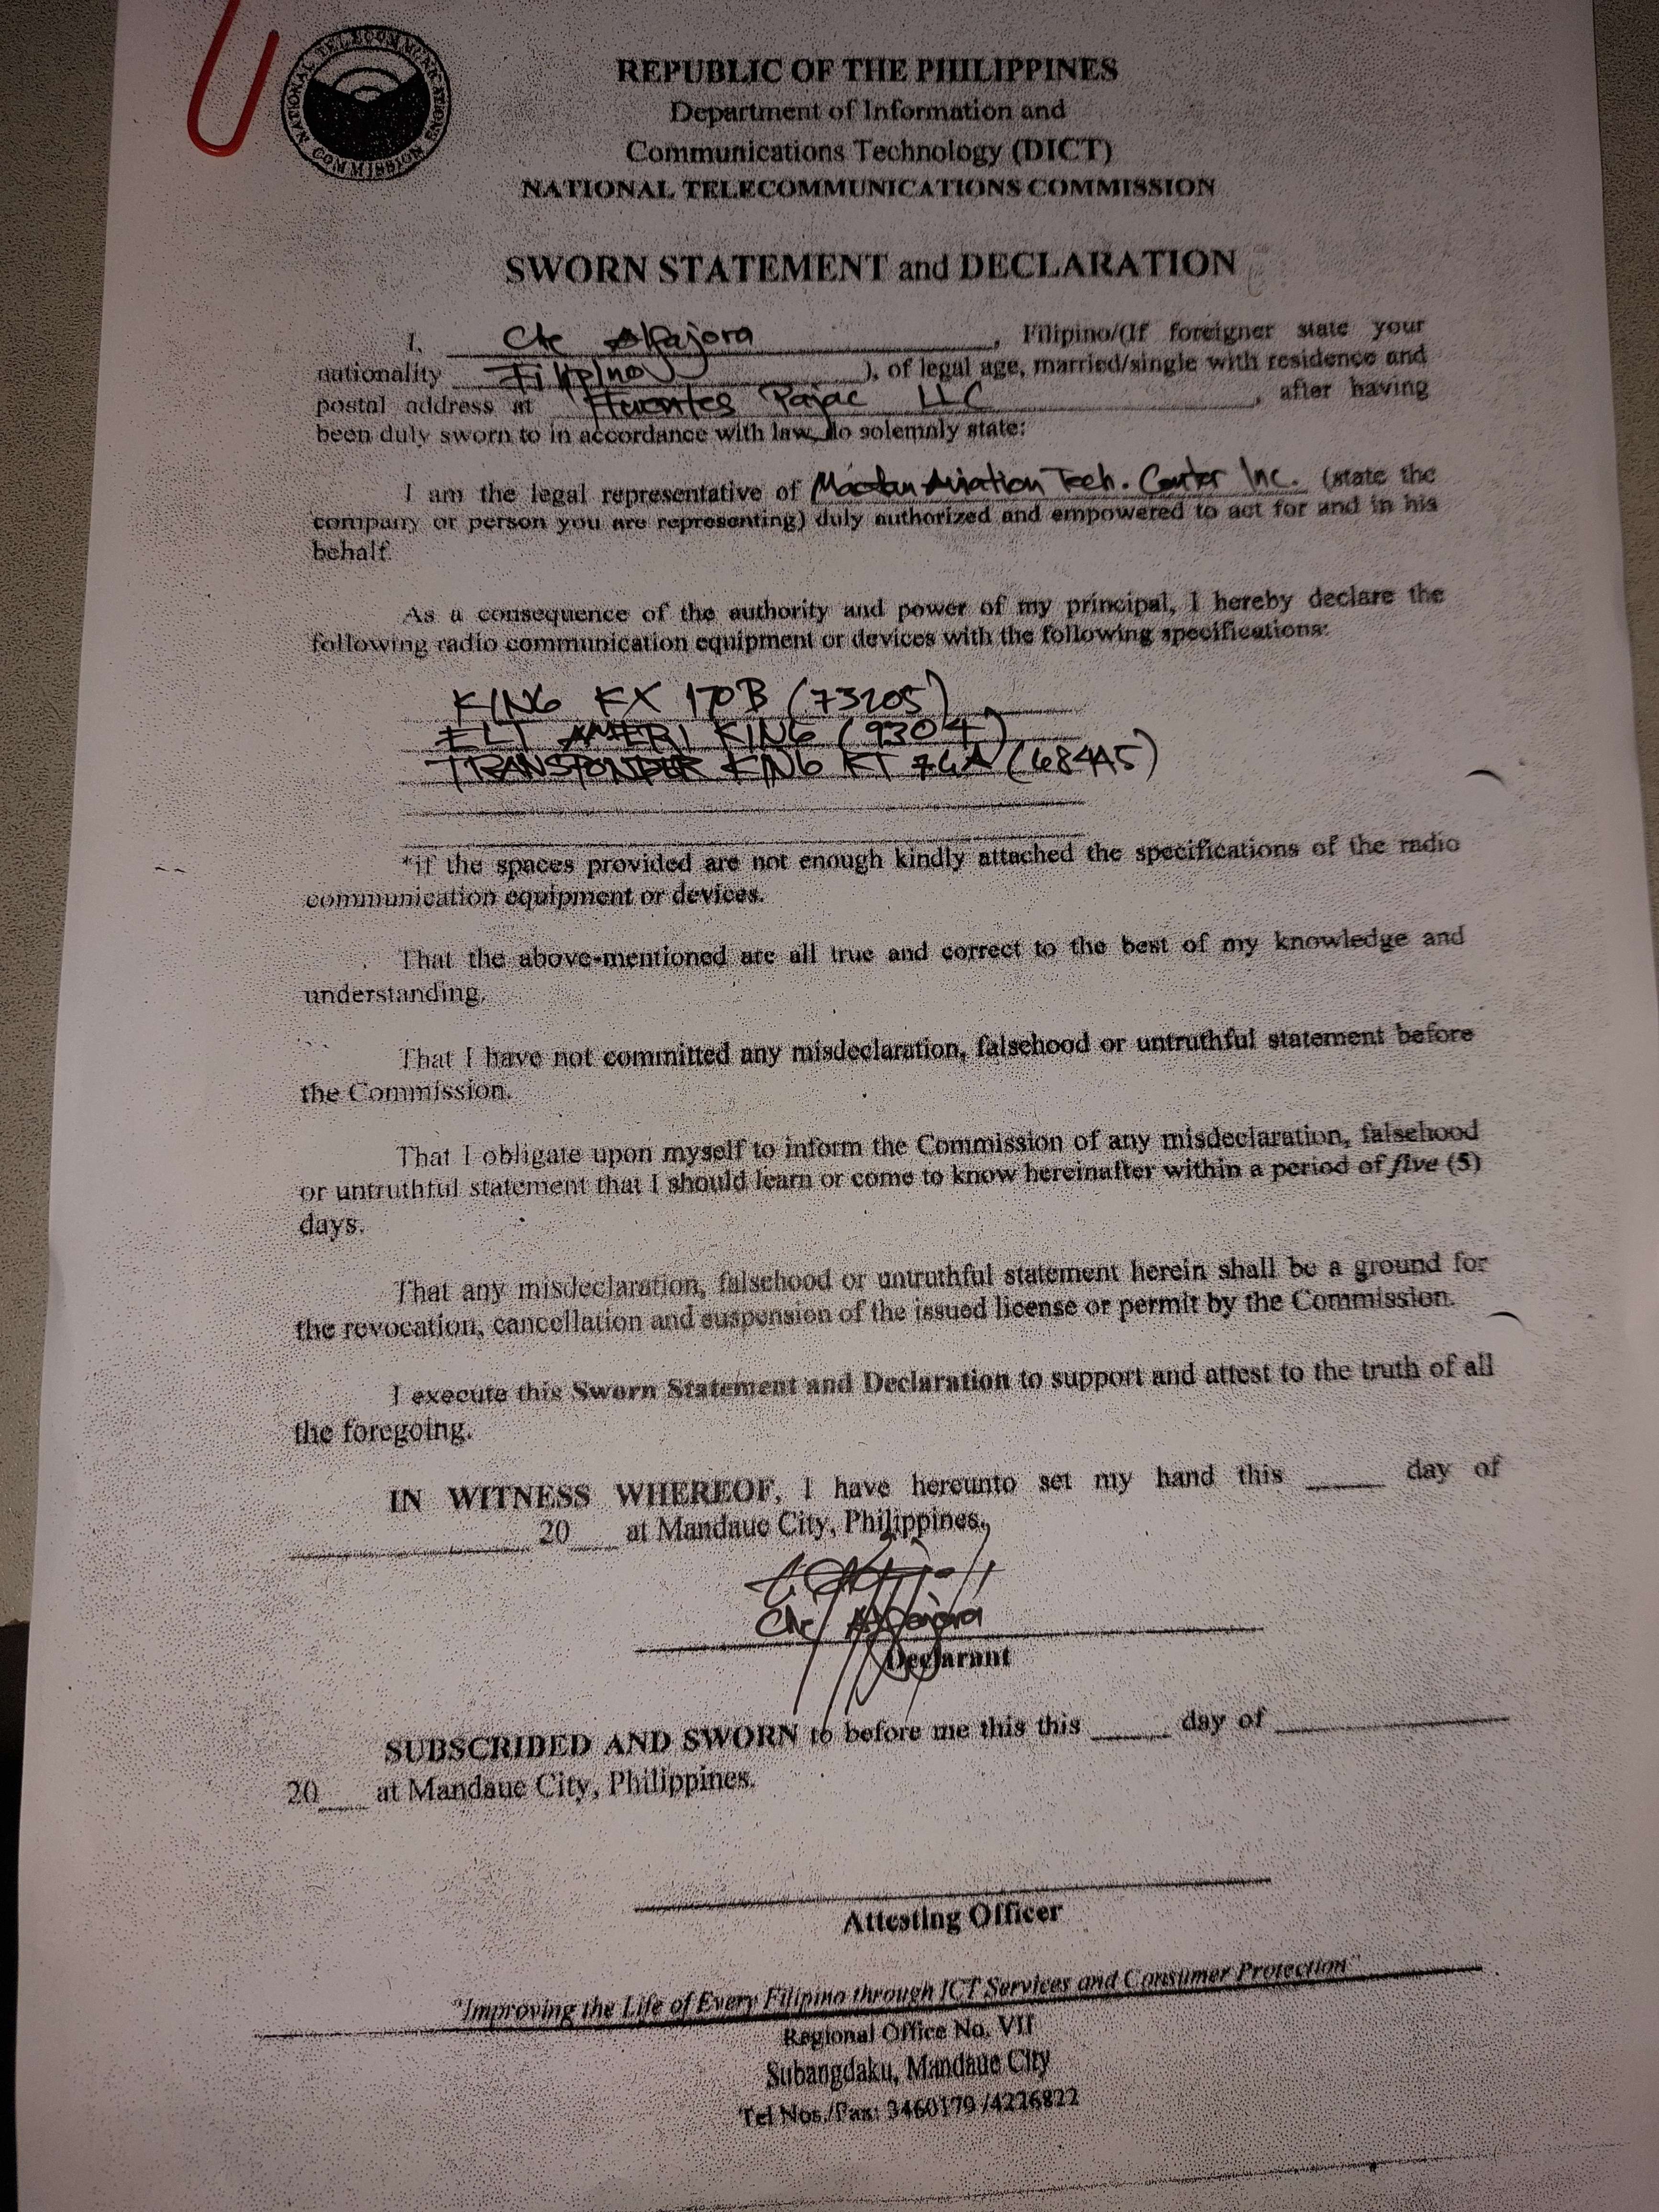 NATIONAL TELECOMMUNICATIONS COMMISSION
REPUBLIC OF THE PHILIPPINES
Department of Information and
Communications Technology (DICT)
NATIONAL TELECOMMUNICATIONS COMMISSION
SWORN STATEMENT and DECLARATION
I, Che Alfajora, Filipino/(If foreigner state your
nationality Filipino), of legal age, married/single with residence and
postal address at Fuentes Pajac LLC, after having
been duly sworn to in accordance with law, do solemnly state:
I am the legal representative of Mactan Aviation Tech. Center Inc. (state the
company or person you are representing) duly authorized and empowered to act for and in his
behalf.
As a consequence of the authority and power of my principal, I hereby declare the
following radio communication equipment or devices with the following specifications:
KING KX 170B (73205)
ELT AMERI KING (9304)
TRANSPONDER KING KT 76A (68445)
*if the spaces provided are not enough kindly attached the specifications of the radio
communication equipment or devices.
That the above-mentioned are all true and correct to the best of my knowledge and
understanding.
That I have not committed any misdeclaration, falsehood or untruthful statement before
the Commission.
That I obligate upon myself to inform the Commission of any misdeclaration, falsehood
or untruthful statement that I should learn or come to know hereinafter within a period of five (5)
days.
That any misdeclaration, falsehood or untruthful statement herein shall be a ground for
the revocation, cancellation and suspension of the issued license or permit by the Commission.
I execute this Sworn Statement and Declaration to support and attest to the truth of all
the foregoing.
IN WITNESS WHEREOF, I have hereunto set my hand this ____ day of
____ 20__ at Mandaue City, Philippines.
Che Alfajora
Declarant
SUBSCRIBED AND SWORN to before me this this ____ day of ____
20__ at Mandaue City, Philippines.
Attesting Officer
"Improving the Life of Every Filipino through ICT Services and Consumer Protection"
Regional Office No. VII
Subangdaku, Mandaue City
Tel Nos./Fax: 3460179 /4226822